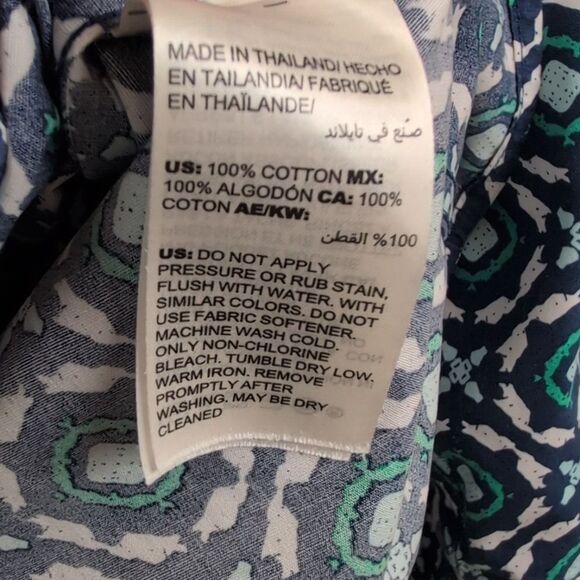 MADE IN THAILAND/ HECHO
EN TAILANDIA/ FABRIQUÉ
EN THAÏLANDE/
صنع في تايلاند
US: 100% COTTON MX:
100% ALGODÓN CA: 100%
COTON AE/KW:
100% القطن
US: DO NOT APPLY
PRESSURE OR RUB STAIN,
FLUSH WITH WATER. WITH
SIMILAR COLORS. DO NOT
USE FABRIC SOFTENER.
MACHINE WASH COLD.
ONLY NON-CHLORINE
BLEACH. TUMBLE DRY LOW.
WARM IRON. REMOVE
PROMPTLY AFTER
WASHING. MAY BE DRY
CLEANED